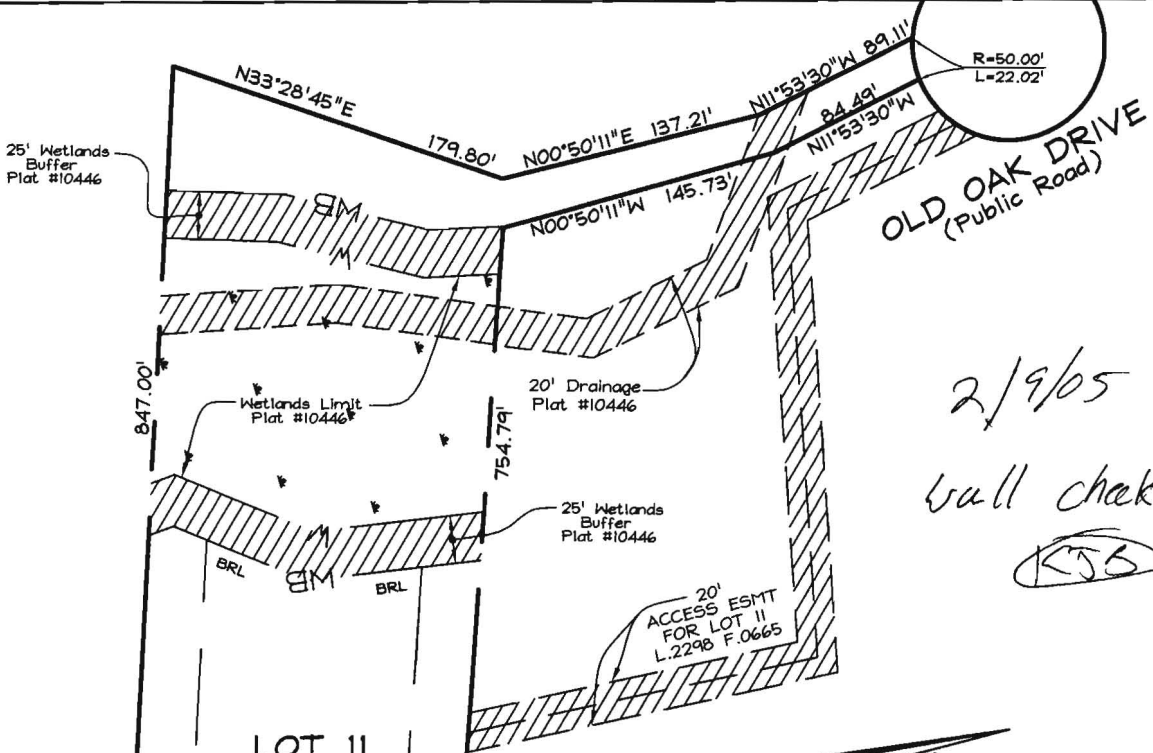 N33°28'45"E
179.80'
N00°50'11"E 137.21'
N11°53'30"W 89.11'
R=50.00'
L=22.02'
84.49'
N11°53'30"W
N00°50'11"W 145.73'
OLD OAK DRIVE
(Public Road)
25' Wetlands
Buffer
Plat #10446
WB
W
847.00'
Wetlands Limit
Plat #10446
20' Drainage
Plat #10446
754.79'
2/9/05
wall check
KJB
25' Wetlands
Buffer
Plat #10446
W
WB
BRL
BRL
20'
ACCESS ESMT
FOR LOT 11
L.2298 F.0665
LOT 11